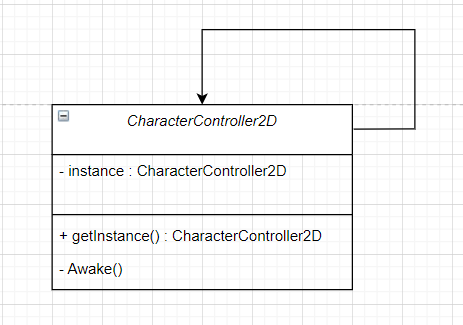 CharacterController2D
- instance : CharacterController2D
+ getInstance() : CharacterController2D
- Awake()